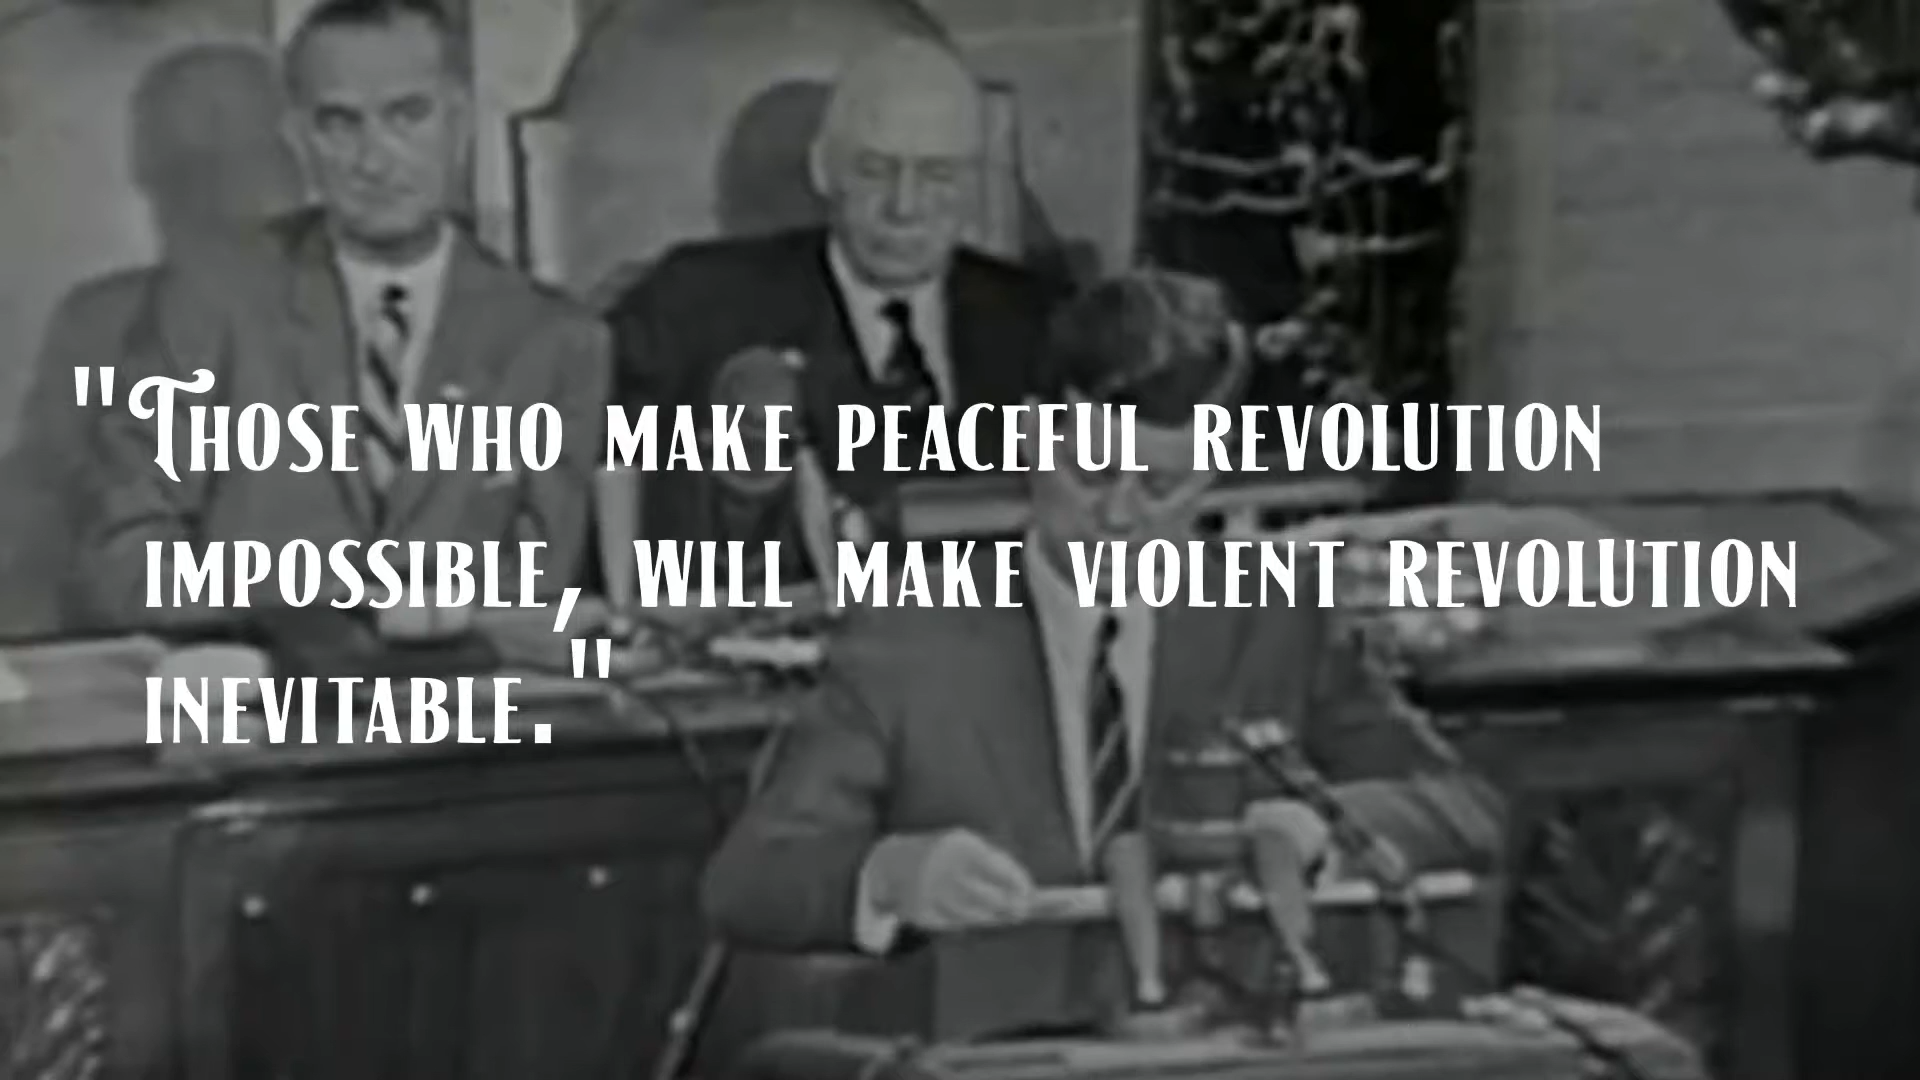 "Those who make peaceful revolution
impossible, will make violent revolution
inevitable."